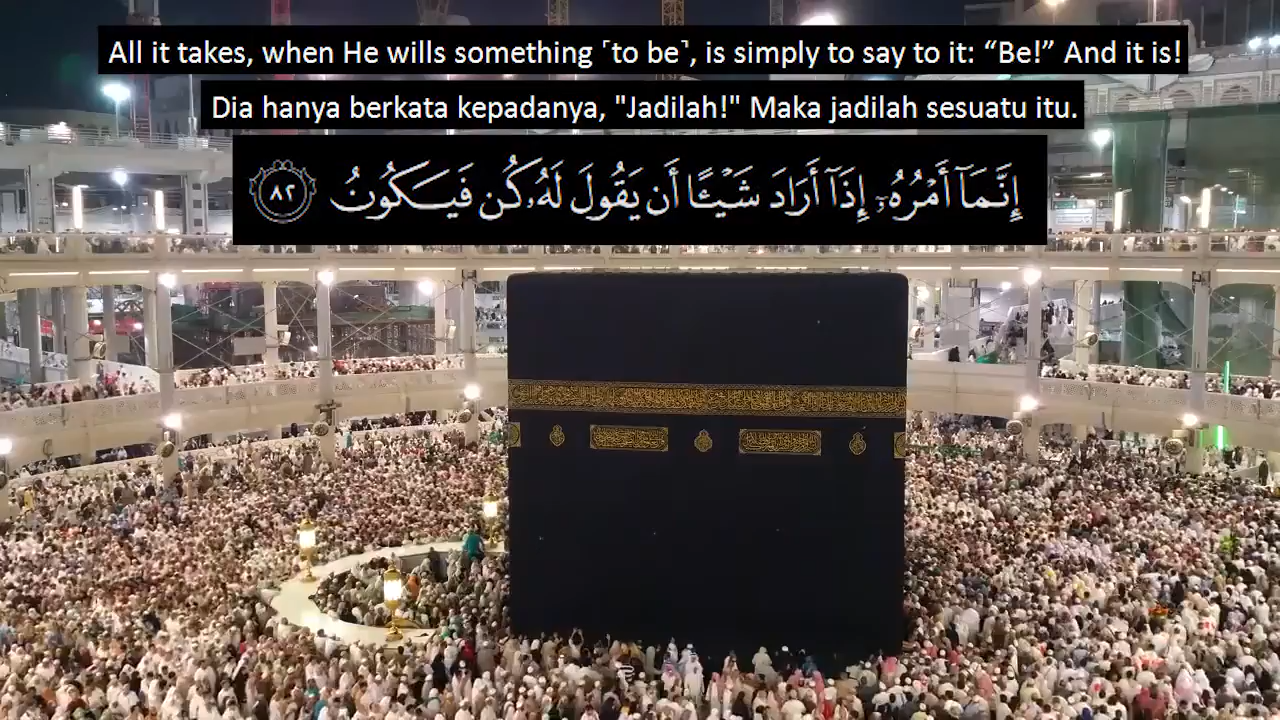 All it takes, when He wills something ˹to be˺, is simply to say to it: “Be!” And it is!
Dia hanya berkata kepadanya, "Jadilah!" Maka jadilah sesuatu itu.
إِنَّمَآ أَمْرُهُۥٓ إِذَآ أَرَادَ شَيْـًٔا أَن يَقُولَ لَهُۥ كُن فَيَكُونُ ٨٢